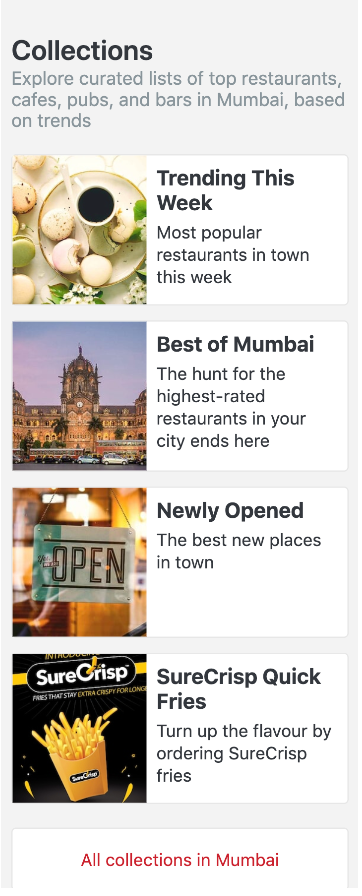 Collections
Explore curated lists of top restaurants,
cafes, pubs, and bars in Mumbai, based
on trends
Trending This
Week
Most popular
restaurants in town
this week
Best of Mumbai
The hunt for the
highest-rated
restaurants in your
city ends here
OPEN
Newly Opened
The best new places
in town
INTRODUCING
SureCrisp
FRIES THAT STAY EXTRA CRISPY FOR LONGE
SureCrisp
SureCrisp Quick
Fries
Turn up the flavour by
ordering SureCrisp
fries
All collections in Mumbai